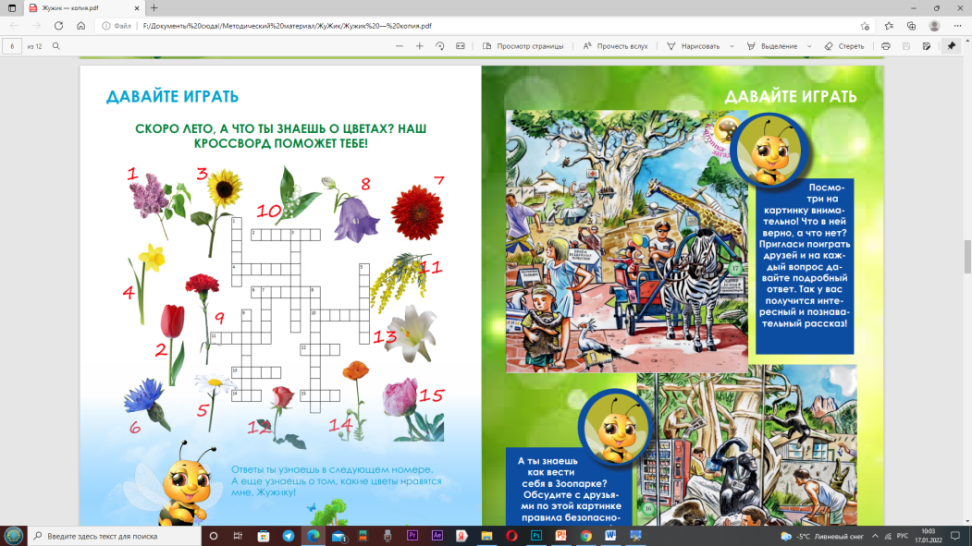 Жужик — копия.pdf
Файл
F:/Документы%20сюда!/Методический%20материал/ЖуЖик/Жужик%20—%20копия.pdf
6
из 12
Просмотр страницы
Прочесть вслух
Нарисовать
Выделение
Стереть
ДАВАЙТЕ ИГРАТЬ
СКОРО ЛЕТО, А ЧТО ТЫ ЗНАЕШЬ О ЦВЕТАХ? НАШ
КРОССВОРД ПОМОЖЕТ ТЕБЕ!
1
3
10
8
7
4
9
11
2
13
6
5
12
14
15
Ответы ты узнаешь в следующем номере.
А еще узнаешь о том, какие цветы нравятся
мне, Жужику!
ДАВАЙТЕ ИГРАТЬ
17
Посмо-
три на
картинку внима-
тельно! Что в ней
верно, а что нет?
Пригласи поиграть
друзей и на каж-
дый вопрос да-
вайте подробный
ответ. Так у вас
получится инте-
ресный и познава-
тельный рассказ!
А ты знаешь
как вести
себя в Зоопарке?
Обсудите с друзья-
ми по этой картинке
правила безопасно-
Введите здесь текст для поиска
-5°C Ливневый снег
РУС
10:03
17.01.2022